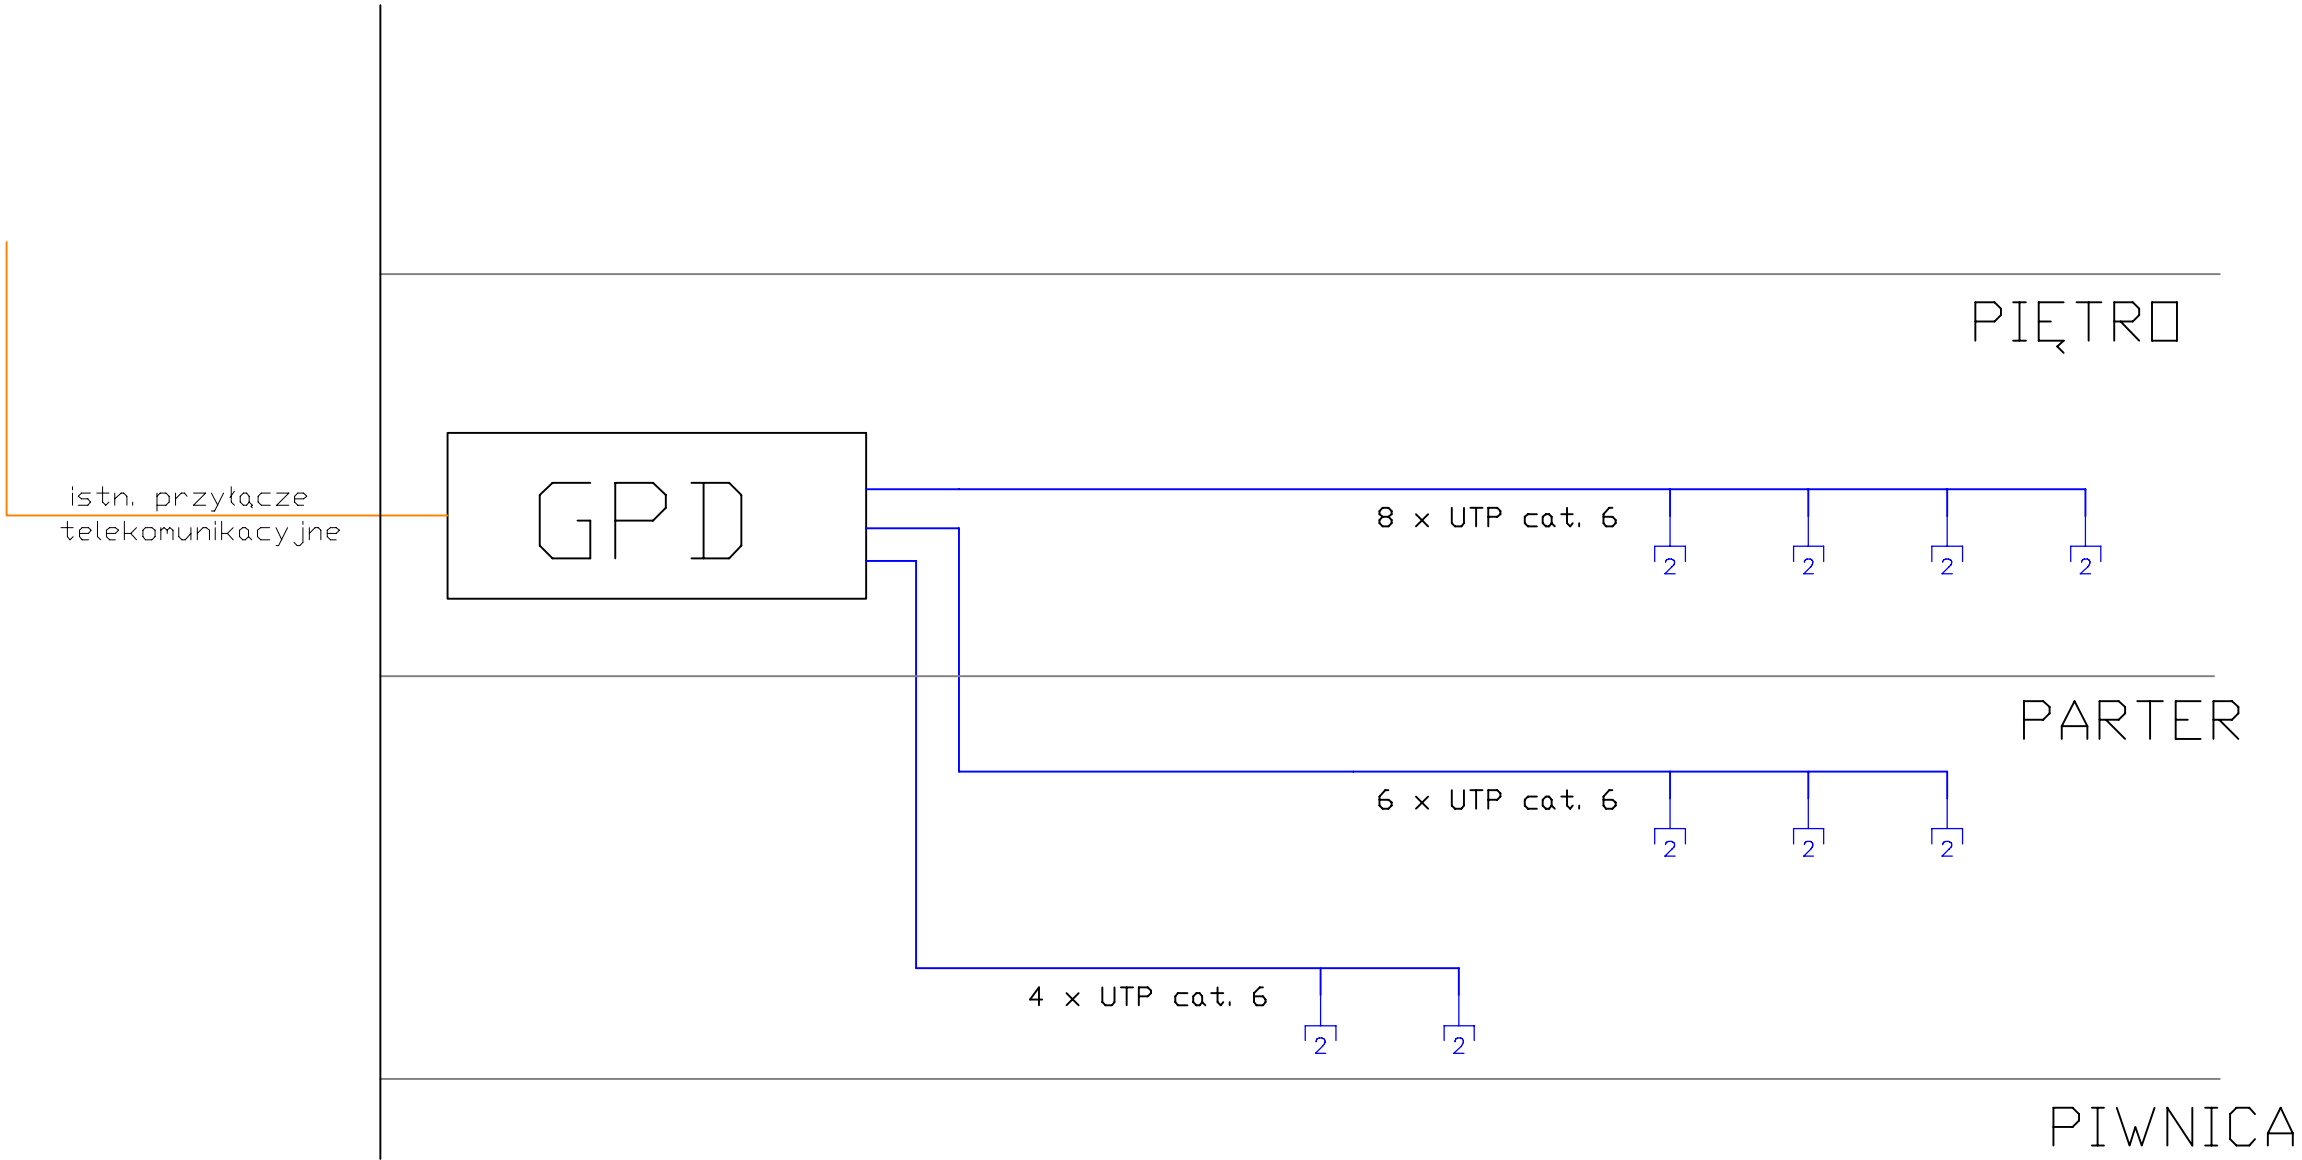 PIĘTRO
istn. przyłącze
telekomunikacyjne
GPD
8 x UTP cat. 6
2 2 2 2
PARTER
6 x UTP cat. 6
2 2 2
4 x UTP cat. 6
2 2
PIWNICA